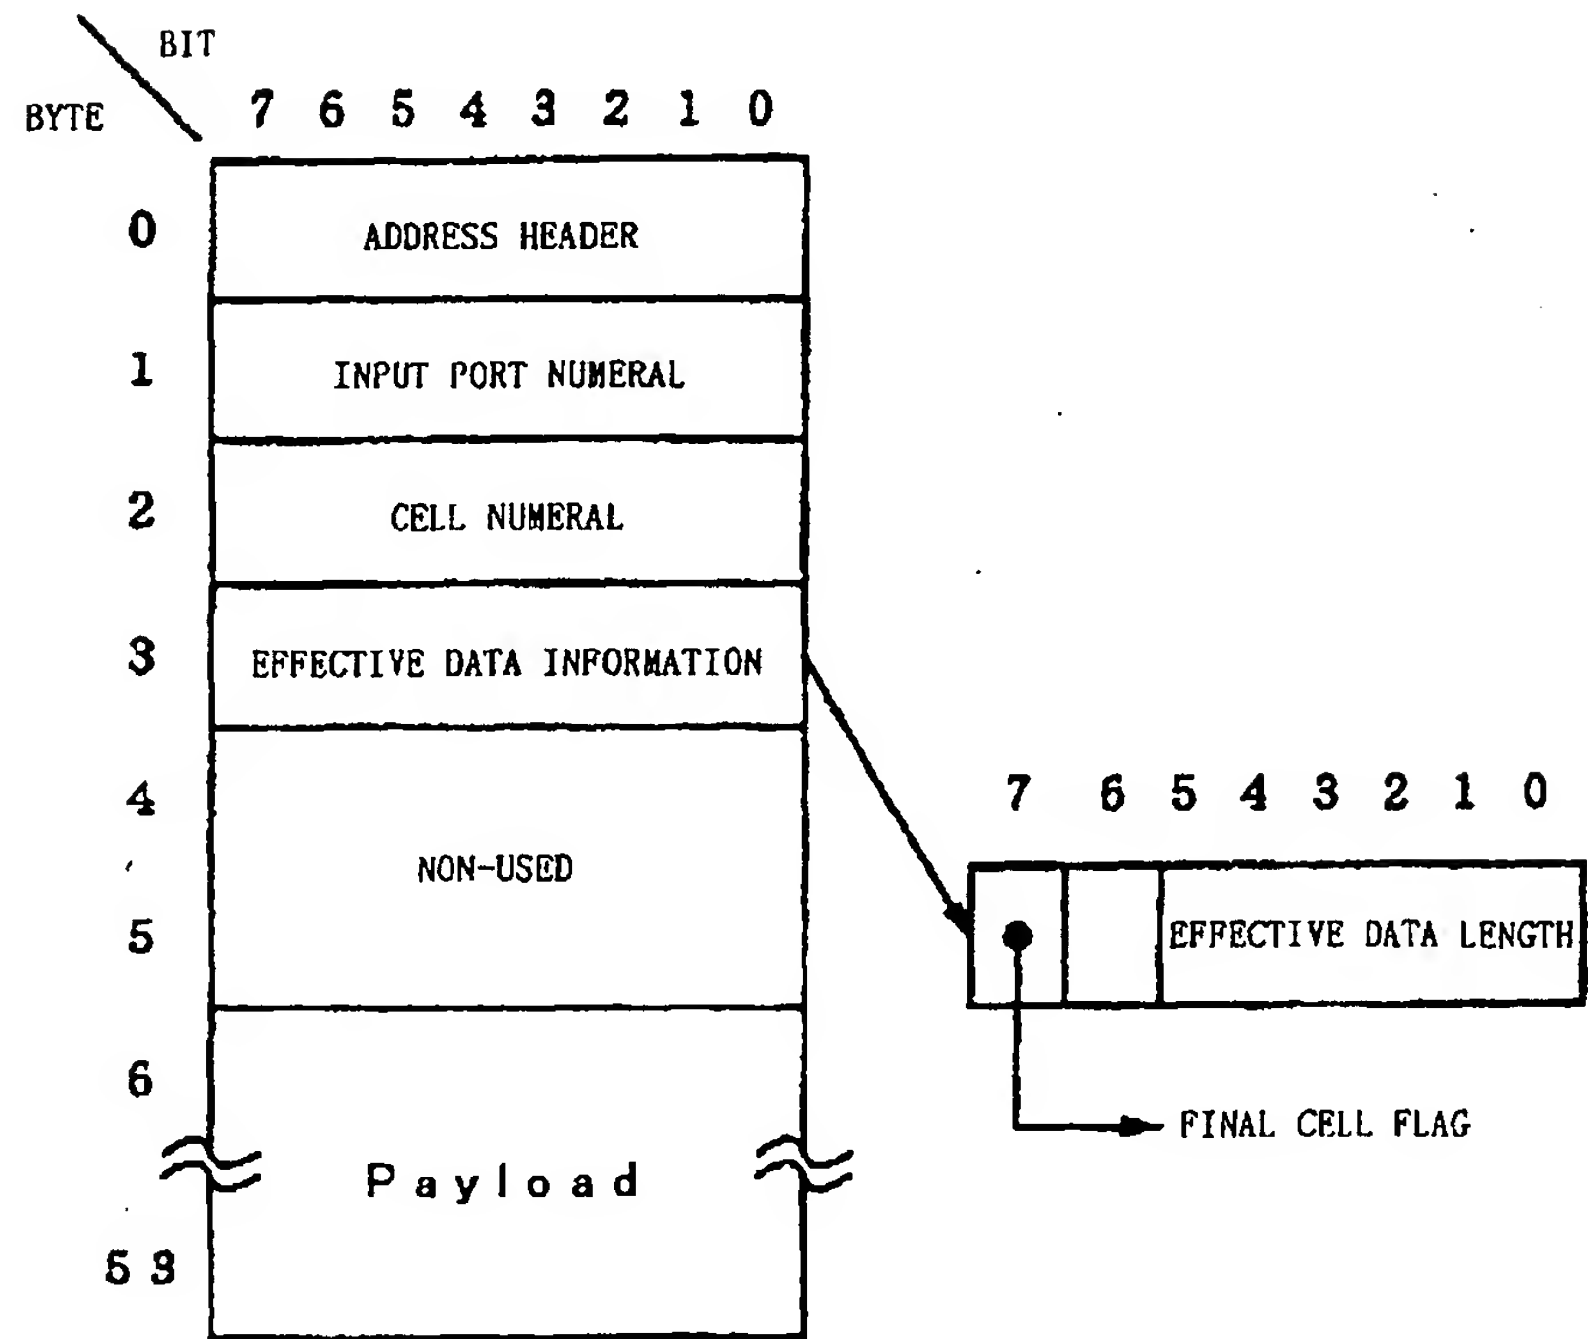 BIT
BYTE
7 6 5 4 3 2 1 0
0 ADDRESS HEADER
1 INPUT PORT NUMERAL
2 CELL NUMERAL
3 EFFECTIVE DATA INFORMATION
4
NON-USED
5
7 6 5 4 3 2 1 0
EFFECTIVE DATA LENGTH
FINAL CELL FLAG
6
Payload
53